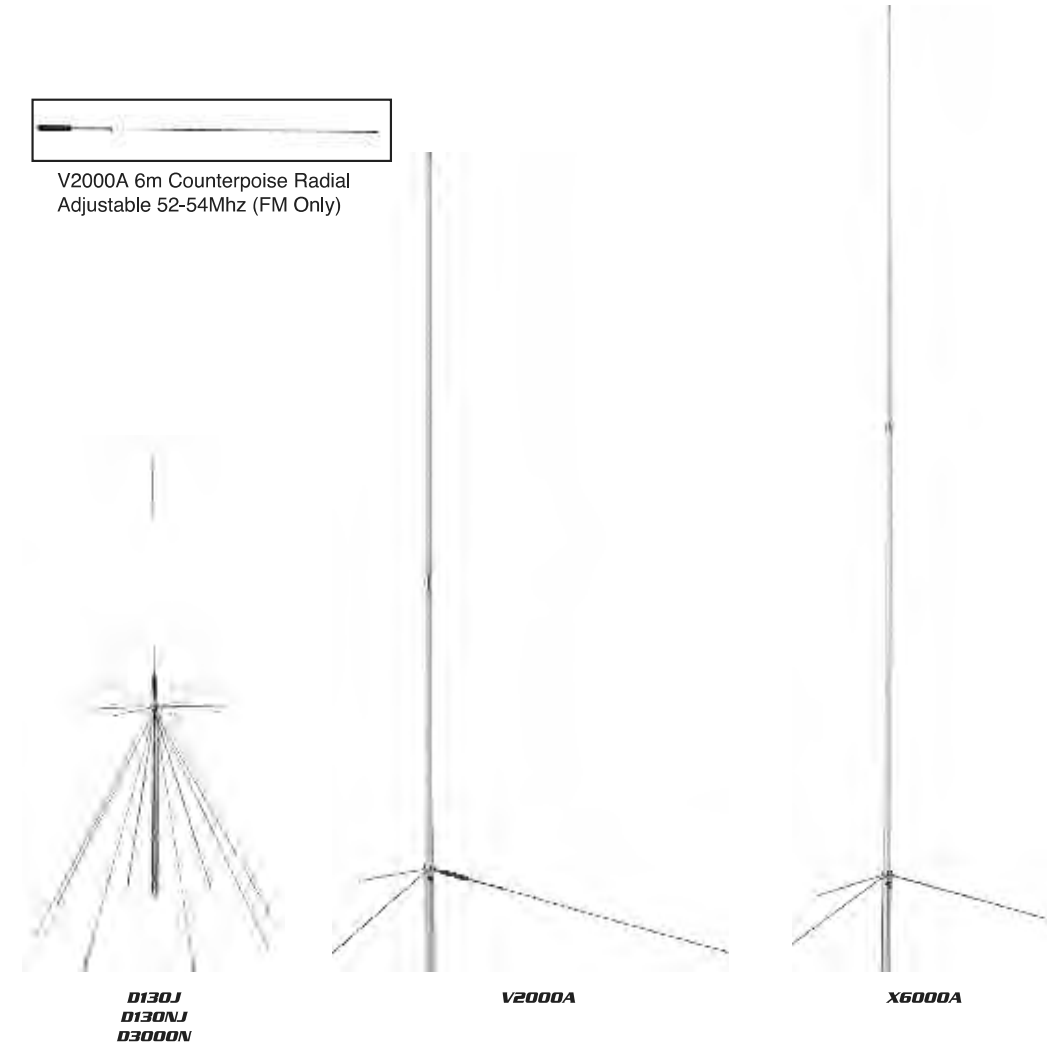 V2000A 6m Counterpoise Radial
Adjustable 52-54Mhz (FM Only)
D130J
D130NJ
D3000N
V2000A
X6000A